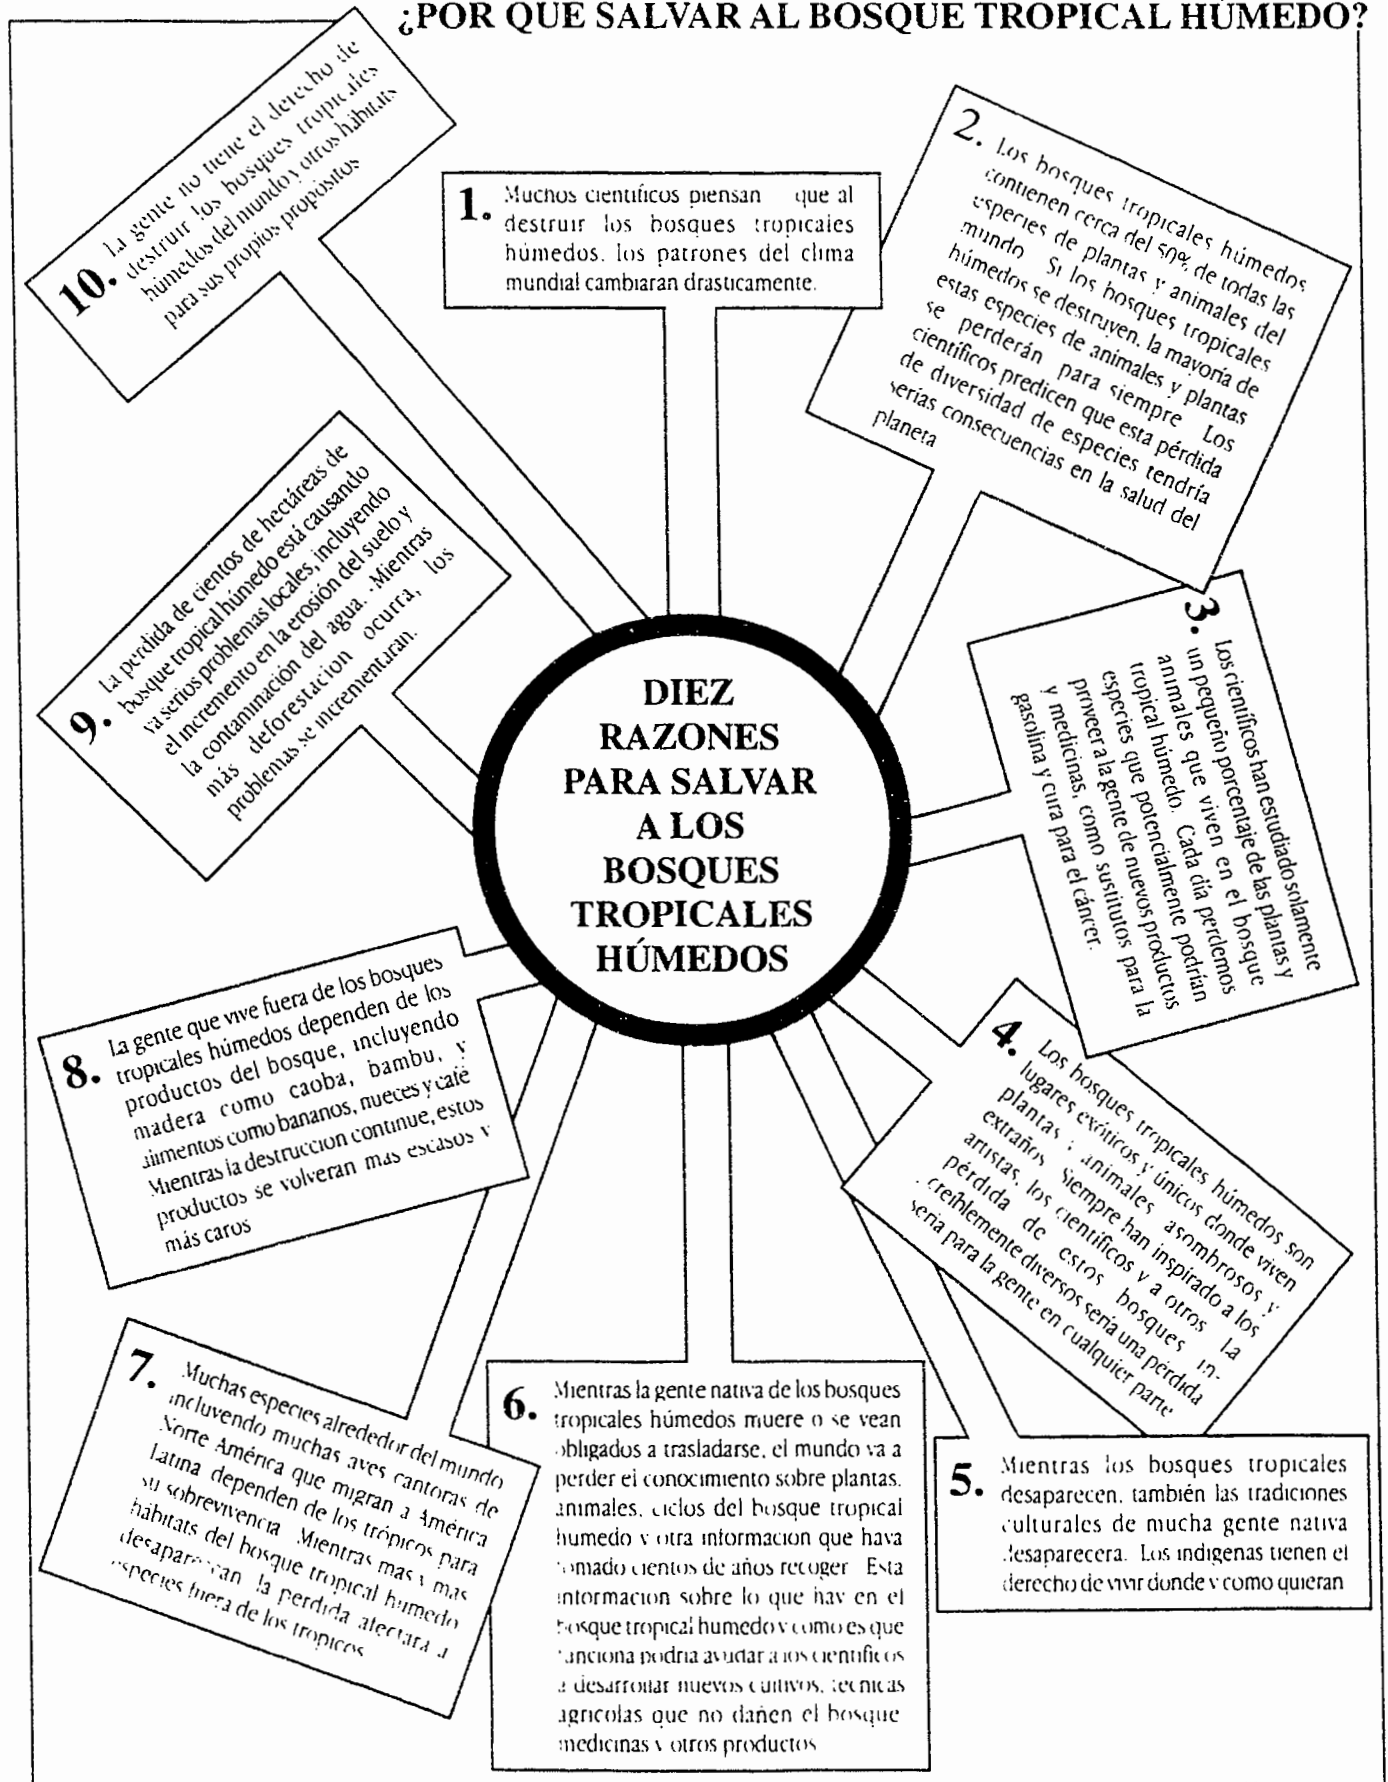 ¿POR QUÉ SALVAR AL BOSQUE TROPICAL HÚMEDO?
DIEZ
RAZONES
PARA SALVAR
A LOS
BOSQUES
TROPICALES
HÚMEDOS
1. Muchos científicos piensan que al
destruir los bosques tropicales
húmedos, los patrones del clima
mundial cambiaran drasticamente.
2. Los bosques tropicales húmedos
contienen cerca del 50% de todas las
especies de plantas y animales del
mundo Si los bosques tropicales
húmedos se destruyen, la mayoría de
estas especies de animales y plantas
se perderán para siempre Los
científicos predicen que esta pérdida
de diversidad de especies tendría
serias consecuencias en la salud del
planeta
3. Los científicos han estudiado solamente
un pequeño porcentaje de las plantas y
animales que viven en el bosque
tropical húmedo. Cada día perdemos
especies que potencialmente podrían
proveer a la gente de nuevos productos
y medicinas, como sustitutos para la
gasolina y cura para el cáncer.
4. Los bosques tropicales húmedos son
lugares exóticos y únicos donde viven
plantas y animales asombrosos y
extraños Siempre han inspirado a los
artistas, los científicos y a otros la
pérdida de estos bosques in-
creíblemente diversos sería una pérdida
seria para la gente en cualquier parte
5. Mientras los bosques tropicales
desaparecen, también las tradiciones
culturales de mucha gente nativa
desaparecera. Los indigenas tienen el
derecho de vivir donde y como quieran
6. Mientras la gente nativa de los bosques
tropicales húmedos muere o se vean
obligados a trasladarse, el mundo va a
perder el conocimiento sobre plantas,
animales, ciclos del bosque tropical
humedo y otra informacion que haya
tomado cientos de años recoger Esta
informacion sobre lo que hay en el
bosque tropical humedo y como es que
funciona podria ayudar a los cientificos
a desarrollar nuevos cultivos, tecnicas
agricolas que no dañen el bosque
medicinas y otros productos
7. Muchas especies alrededor del mundo
incluyendo muchas aves cantoras de
Norte América que migran a América
Latina dependen de los trópicos para
su sobrevivencia Mientras mas y mas
hábitats del bosque tropical humedo
desaparezcan la perdida afectara a
especies fuera de los tropicos
8. La gente que vive fuera de los bosques
tropicales húmedos dependen de los
productos del bosque, incluyendo
madera como caoba, bambu, y
alimentos como bananos, nueces y café
Mientras la destruccion continue, estos
productos se volveran mas escasos y
más caros
9. La perdida de cientos de hectáreas de
bosque tropical húmedo está causando
ya serios problemas locales, incluyendo
el incremento en la erosión del suelo y
la contaminación del agua. Mientras
más deforestacion ocurra, los
problemas se incrementaran.
10. La gente no tiene el derecho de
destruir los bosques tropicales
húmedos del mundo y otros hábitats
para sus propios propósitos